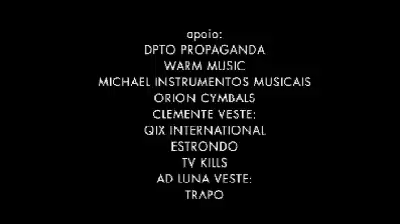 apoio:
DPTO PROPAGANDA
WARM MUSIC
MICHAEL INSTRUMENTOS MUSICAIS
ORION CYMBALS
CLEMENTE VESTE:
QIX INTERNATIONAL
ESTRONDO
TV KILLS
AD LUNA VESTE:
TRAPO